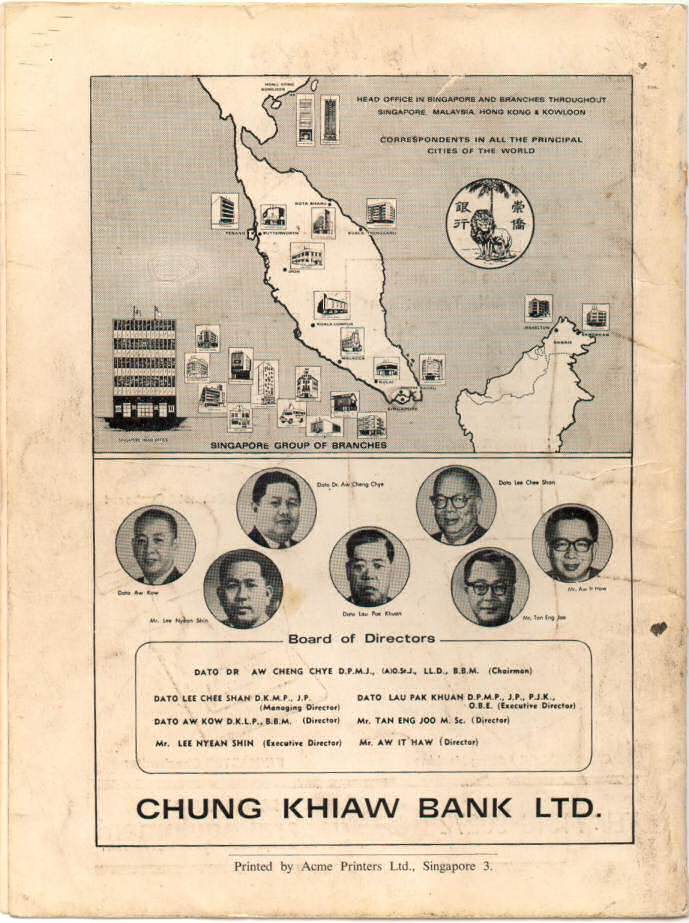 HONG KONG
KOWLOON
HEAD OFFICE IN SINGAPORE AND BRANCHES THROUGHOUT
SINGAPORE, MALAYSIA, HONG KONG & KOWLOON
CORRESPONDENTS IN ALL THE PRINCIPAL
CITIES OF THE WORLD
銀行
崇僑
KOTA BHARU
PENANG
BUTTERWORTH
KUALA TRENGGANU
IPOH
KUALA LUMPUR
MALACCA
KULAI
JOHORE BAHRU
SINGAPORE
JESSELTON
SANDAKAN
SINGAPORE HEAD OFFICE
SINGAPORE GROUP OF BRANCHES
Dato Dr. Aw Cheng Chye
Dato Lee Chee Shan
Dato Aw Kow
Mr. Lee Nyean Shin
Dato Lau Pak Khuan
Mr. Tan Eng Joo
Mr. Aw It Haw
Board of Directors
DATO DR AW CHENG CHYE D.P.M.J., (A)O.St.J., LL.D., B.B.M. (Chairman)
DATO LEE CHEE SHAN D.K.M.P., J.P.
(Managing Director)
DATO LAU PAK KHUAN D.P.M.P., J.P., P.J.K.,
O.B.E. (Executive Director)
DATO AW KOW D.K.L.P., B.B.M. (Director)
Mr. TAN ENG JOO M. Sc. (Director)
Mr. LEE NYEAN SHIN (Executive Director)
Mr. AW IT HAW (Director)
CHUNG KHIAW BANK LTD.
Printed by Acme Printers Ltd., Singapore 3.